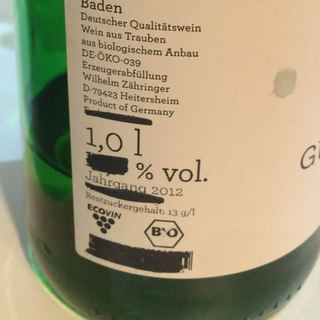 Baden
Deutscher Qualitätswein
Wein aus Trauben
aus biologischem Anbau
DE-ÖKO-039
Erzeugerabfüllung
Wilhelm Zähringer
D-79423 Heitersheim
Product of Germany
1,0 l
% vol.
Jahrgang 2012
Restzuckergehalt: 13 g/l
ECOVIN
BIO